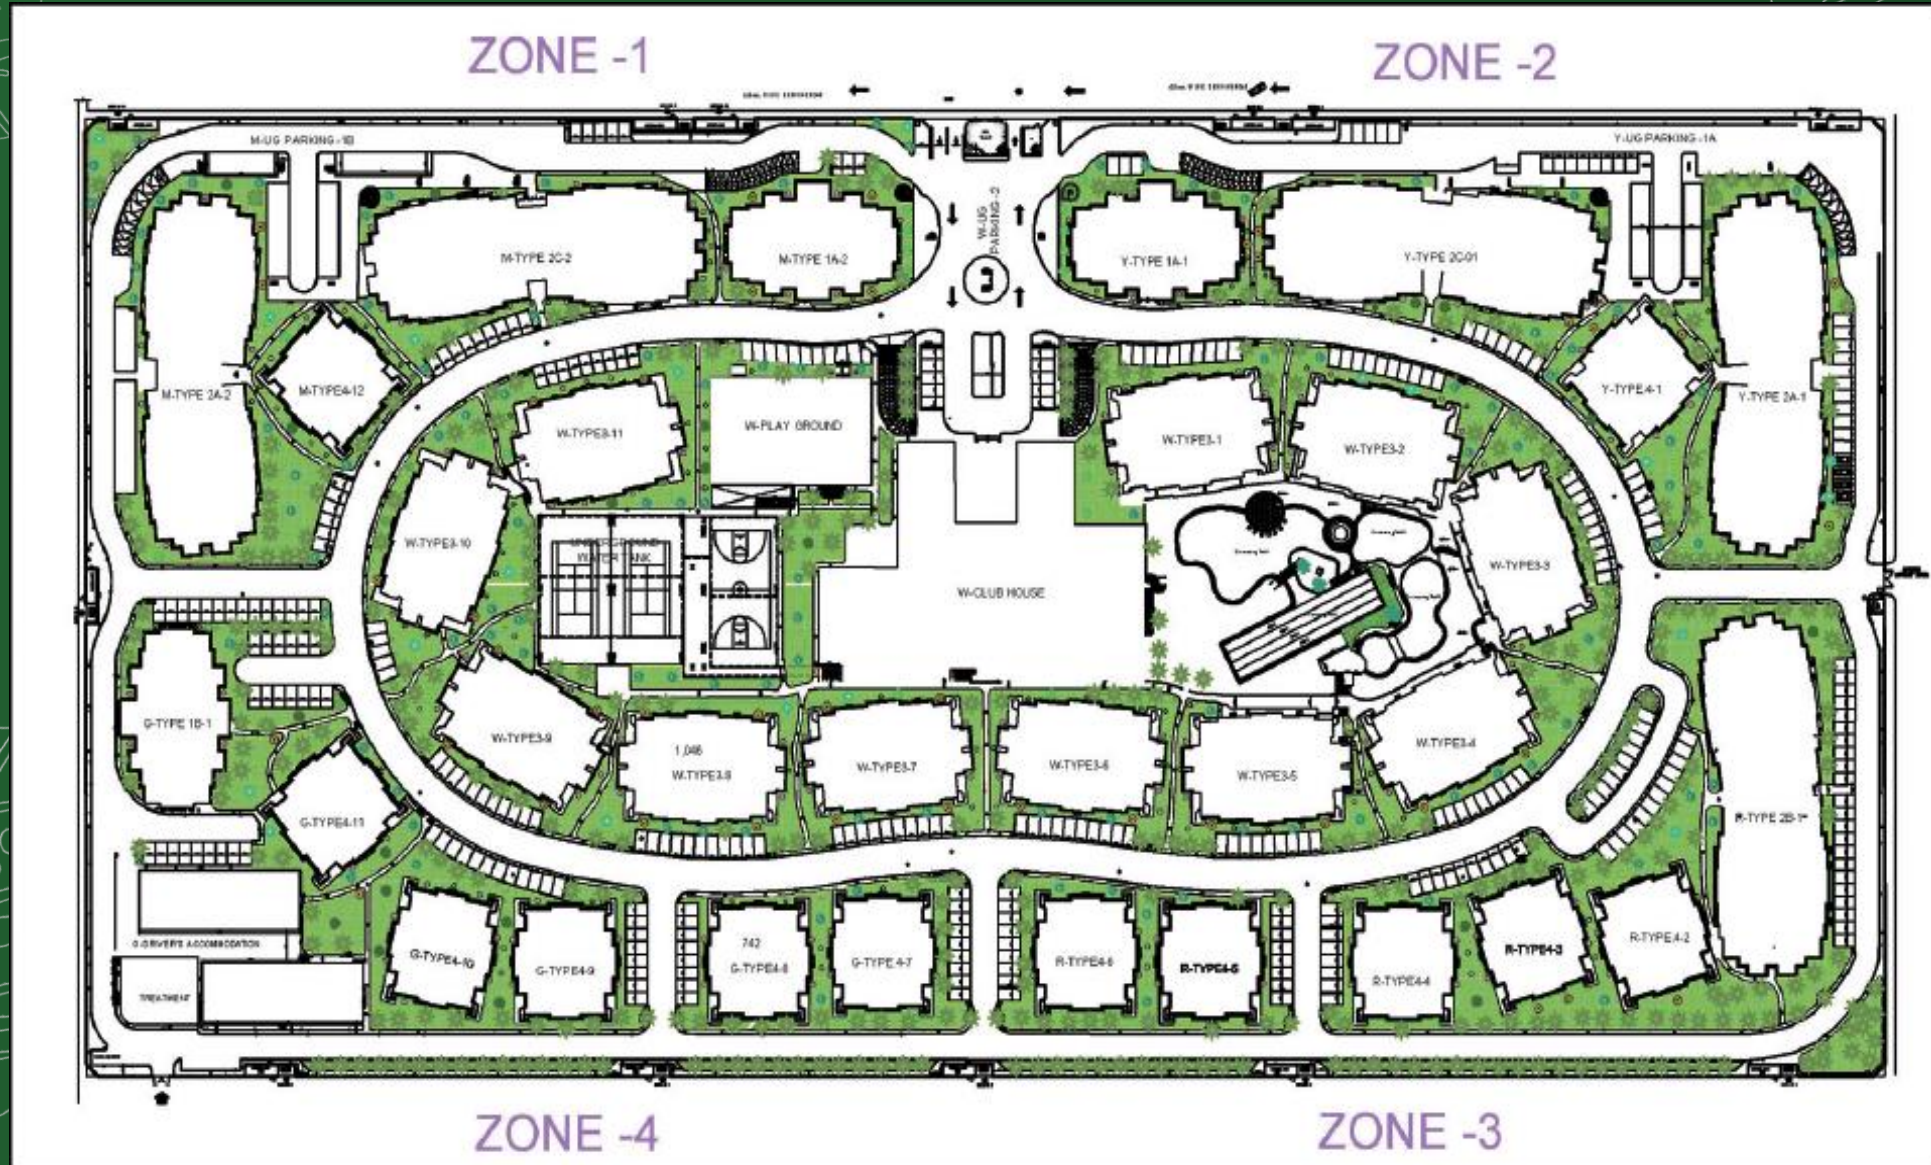 ZONE -1
ZONE -2
M-UG PARKING -1B
Y-UG PARKING -1A
W-UG
PARKING -2
M-TYPE 2C-2
M-TYPE 1A-2
Y-TYPE 1A-1
Y-TYPE 2C-01
M-TYPE 2A-2
M-TYPE4-12
Y-TYPE4-1
Y-TYPE 2A-1
W-TYPE3-11
W-PLAY GROUND
W-TYPE3-1
W-TYPE3-2
W-TYPE3-10
UNDERGROUND
WATER TANK
W-CLUB HOUSE
W-TYPE3-3
G-TYPE 1B-1
W-TYPE3-9
1,046
W-TYPE3-8
W-TYPE3-7
W-TYPE3-6
W-TYPE3-5
W-TYPE3-4
G-TYPE4-11
R-TYPE 2B-1
G-DRIVER'S ACCOMMODATION
TREATMENT
G-TYPE4-10
G-TYPE4-9
742
G-TYPE4-8
G-TYPE 4-7
R-TYPE4-6
R-TYPE4-5
R-TYPE4-4
R-TYPE4-3
R-TYPE4-2
ZONE -4
ZONE -3